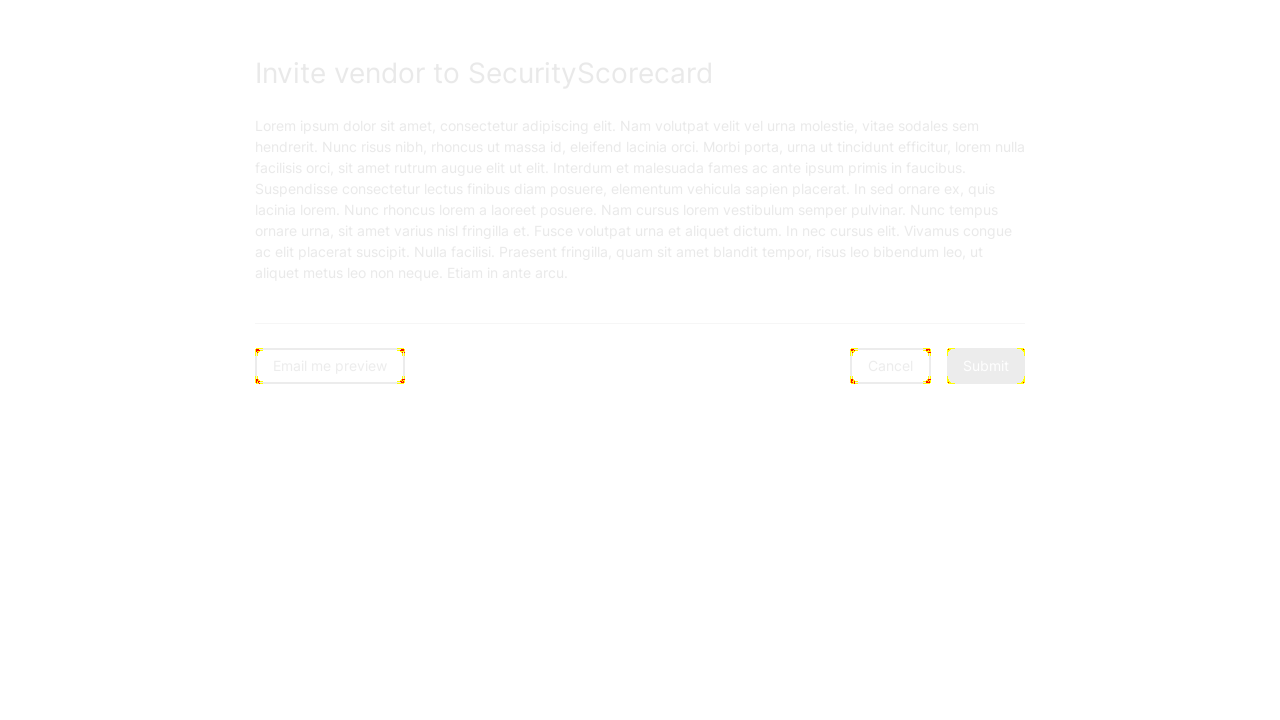 Invite vendor to SecurityScorecard
Lorem ipsum dolor sit amet, consectetur adipiscing elit. Nam volutpat velit vel urna molestie, vitae sodales sem
hendrerit. Nunc risus nibh, rhoncus ut massa id, eleifend lacinia orci. Morbi porta, urna ut tincidunt efficitur, lorem nulla
facilisis orci, sit amet rutrum augue elit ut elit. Interdum et malesuada fames ac ante ipsum primis in faucibus.
Suspendisse consectetur lectus finibus diam posuere, elementum vehicula sapien placerat. In sed ornare ex, quis
lacinia lorem. Nunc rhoncus lorem a laoreet posuere. Nam cursus lorem vestibulum semper pulvinar. Nunc tempus
ornare urna, sit amet varius nisl fringilla et. Fusce volutpat urna et aliquet dictum. In nec cursus elit. Vivamus congue
ac elit placerat suscipit. Nulla facilisi. Praesent fringilla, quam sit amet blandit tempor, risus leo bibendum leo, ut
aliquet metus leo non neque. Etiam in ante arcu.
Email me preview
Cancel
Submit